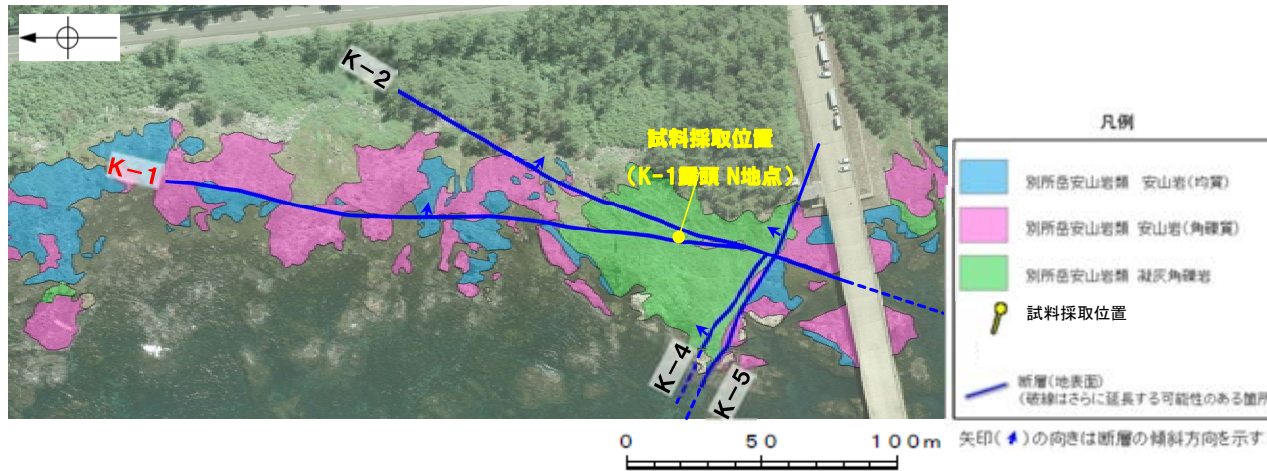 K-2
K-1
試料採取位置
(K-1露頭 N地点)
K-4
K-5
0 50 100m
凡例
別所岳安山岩類 安山岩(均質)
別所岳安山岩類 安山岩(角礫質)
別所岳安山岩類 凝灰角礫岩
試料採取位置
断層(地表面)
(破線はさらに延長する可能性のある箇所
矢印( )の向きは断層の傾斜方向を示す